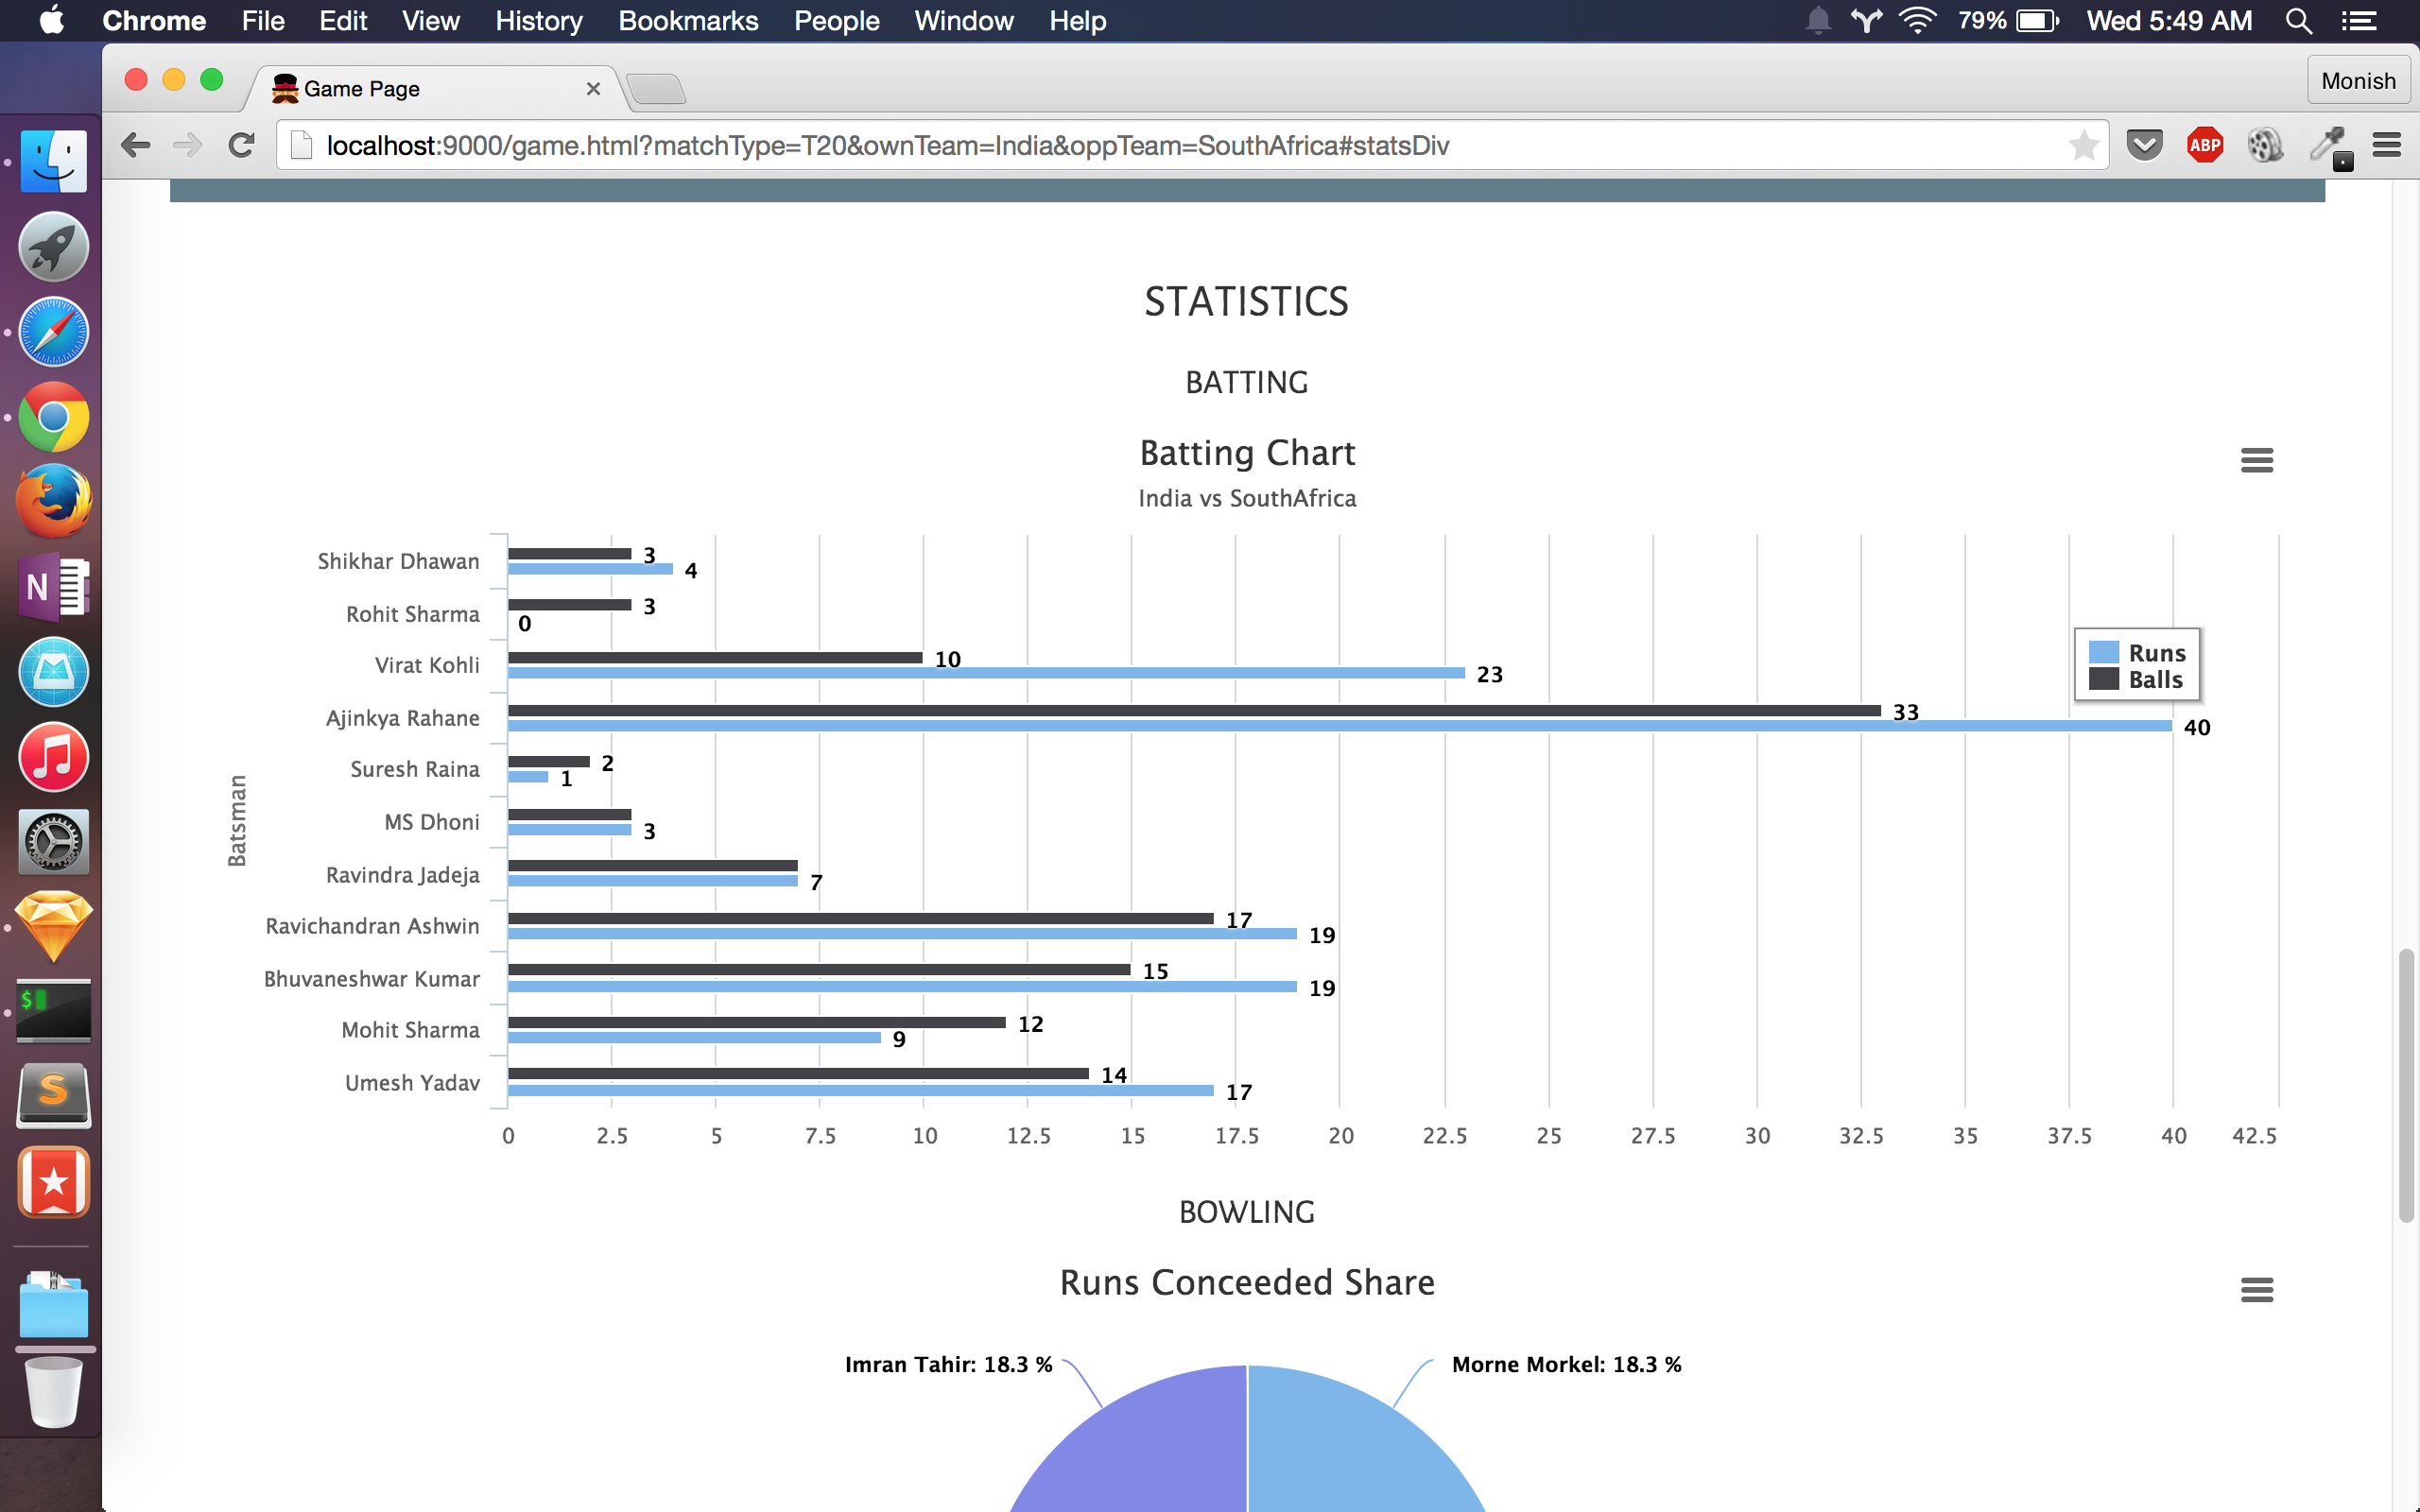 Chrome File Edit View History Bookmarks People Window Help 79% Wed 5:49 AM
Game Page
Monish
localhost:9000/game.html?matchType=T20&ownTeam=India&oppTeam=SouthAfrica#statsDiv
ABP
STATISTICS
BATTING
Batting Chart
India vs SouthAfrica
Batsman
Shikhar Dhawan 3
4
Rohit Sharma 3
0
Virat Kohli 10
23
Ajinkya Rahane 33
40
Suresh Raina 2
1
MS Dhoni 3
Ravindra Jadeja 7
Ravichandran Ashwin 17
19
Bhuvaneshwar Kumar 15
19
Mohit Sharma 12
9
Umesh Yadav 14
17
Runs
Balls
0 2.5 5 7.5 10 12.5 15 17.5 20 22.5 25 27.5 30 32.5 35 37.5 40 42.5
BOWLING
Runs Conceeded Share
Imran Tahir: 18.3 % Morne Morkel: 18.3 %
N
$
S